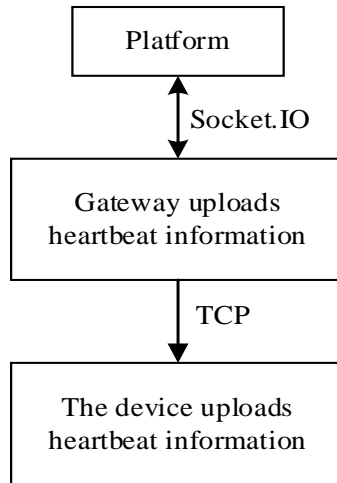 Platform
Socket.IO
Gateway uploads
heartbeat information
TCP
The device uploads
heartbeat information